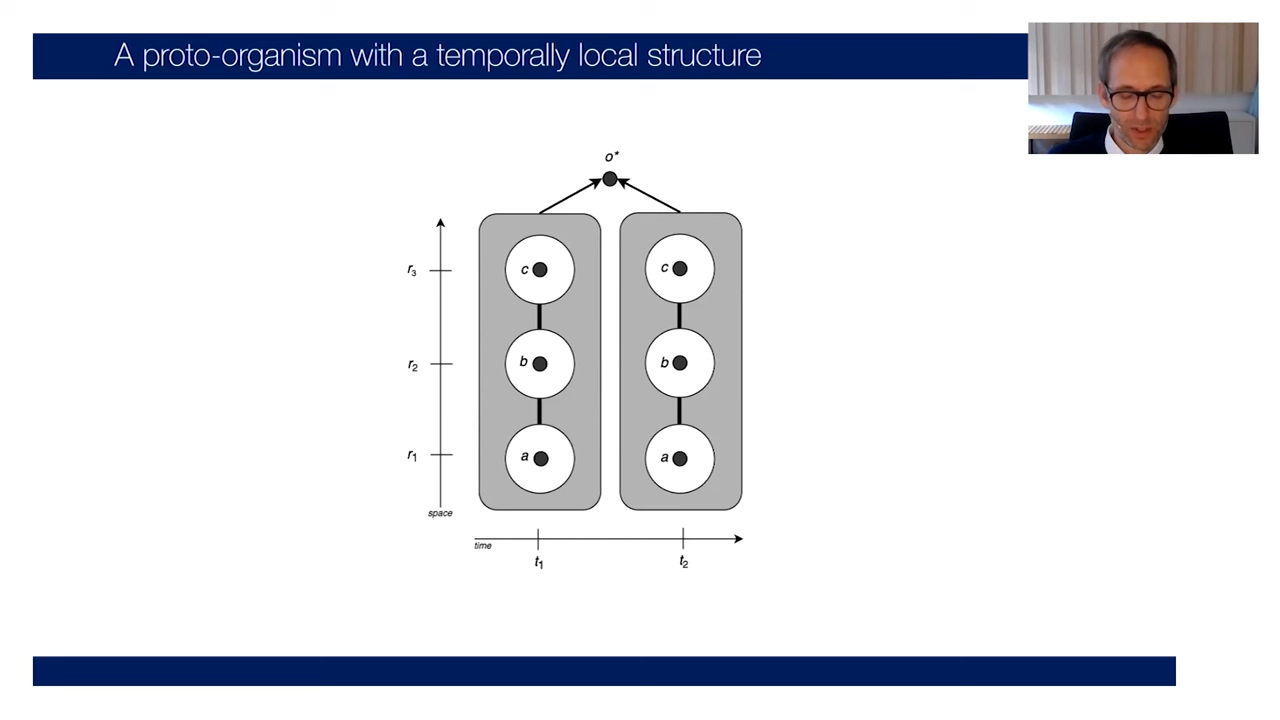 A proto-organism with a temporally local structure
o*
r3 c c
r2 b b
r1 a a
space
time
t1 t2